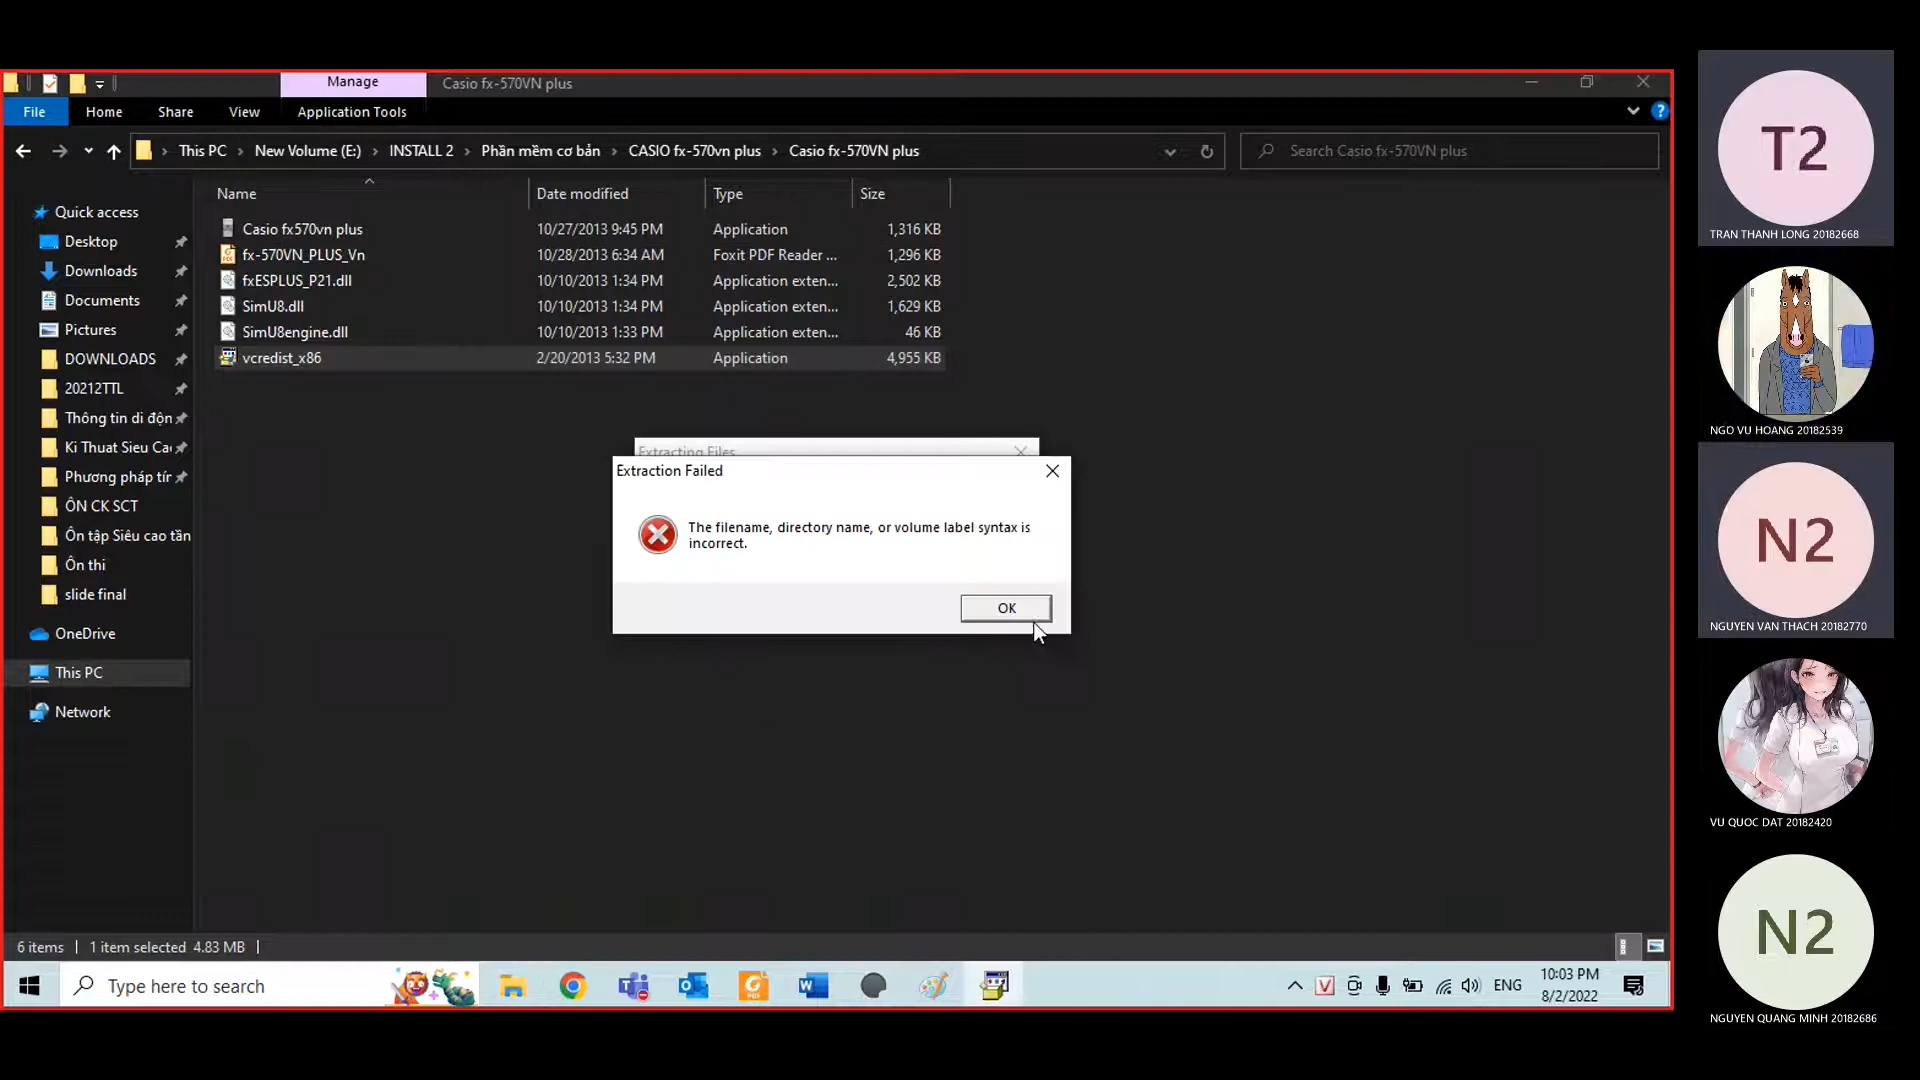 Manage
Casio fx-570VN plus
File
Home
Share
View
Application Tools
This PC
New Volume (E:)
INSTALL 2
Phần mềm cơ bản
CASIO fx-570vn plus
Casio fx-570VN plus
Search Casio fx-570VN plus
Name
Date modified
Type
Size
Casio fx570vn plus 10/27/2013 9:45 PM Application 1,316 KB
fx-570VN_PLUS_Vn 10/28/2013 6:34 AM Foxit PDF Reader ... 1,296 KB
fxESPLUS_P21.dll 10/10/2013 1:34 PM Application exten... 2,502 KB
SimU8.dll 10/10/2013 1:34 PM Application exten... 1,629 KB
SimU8engine.dll 10/10/2013 1:33 PM Application exten... 46 KB
vcredist_x86 2/20/2013 5:32 PM Application 4,955 KB
Quick access
Desktop
Downloads
Documents
Pictures
DOWNLOADS
20212TTL
Thông tin di độn
Ki Thuat Sieu Ca
Phương pháp tír
ÔN CK SCT
Ôn tập Siêu cao tần
Ôn thi
slide final
OneDrive
This PC
Network
Extracting Files
Extraction Failed
The filename, directory name, or volume label syntax is
incorrect.
OK
6 items
1 item selected 4.83 MB
Type here to search
ENG
10:03 PM
8/2/2022
T2
TRAN THANH LONG 20182668
NGO VU HOANG 20182539
N2
NGUYEN VAN THACH 20182770
VU QUOC DAT 20182420
N2
NGUYEN QUANG MINH 20182686